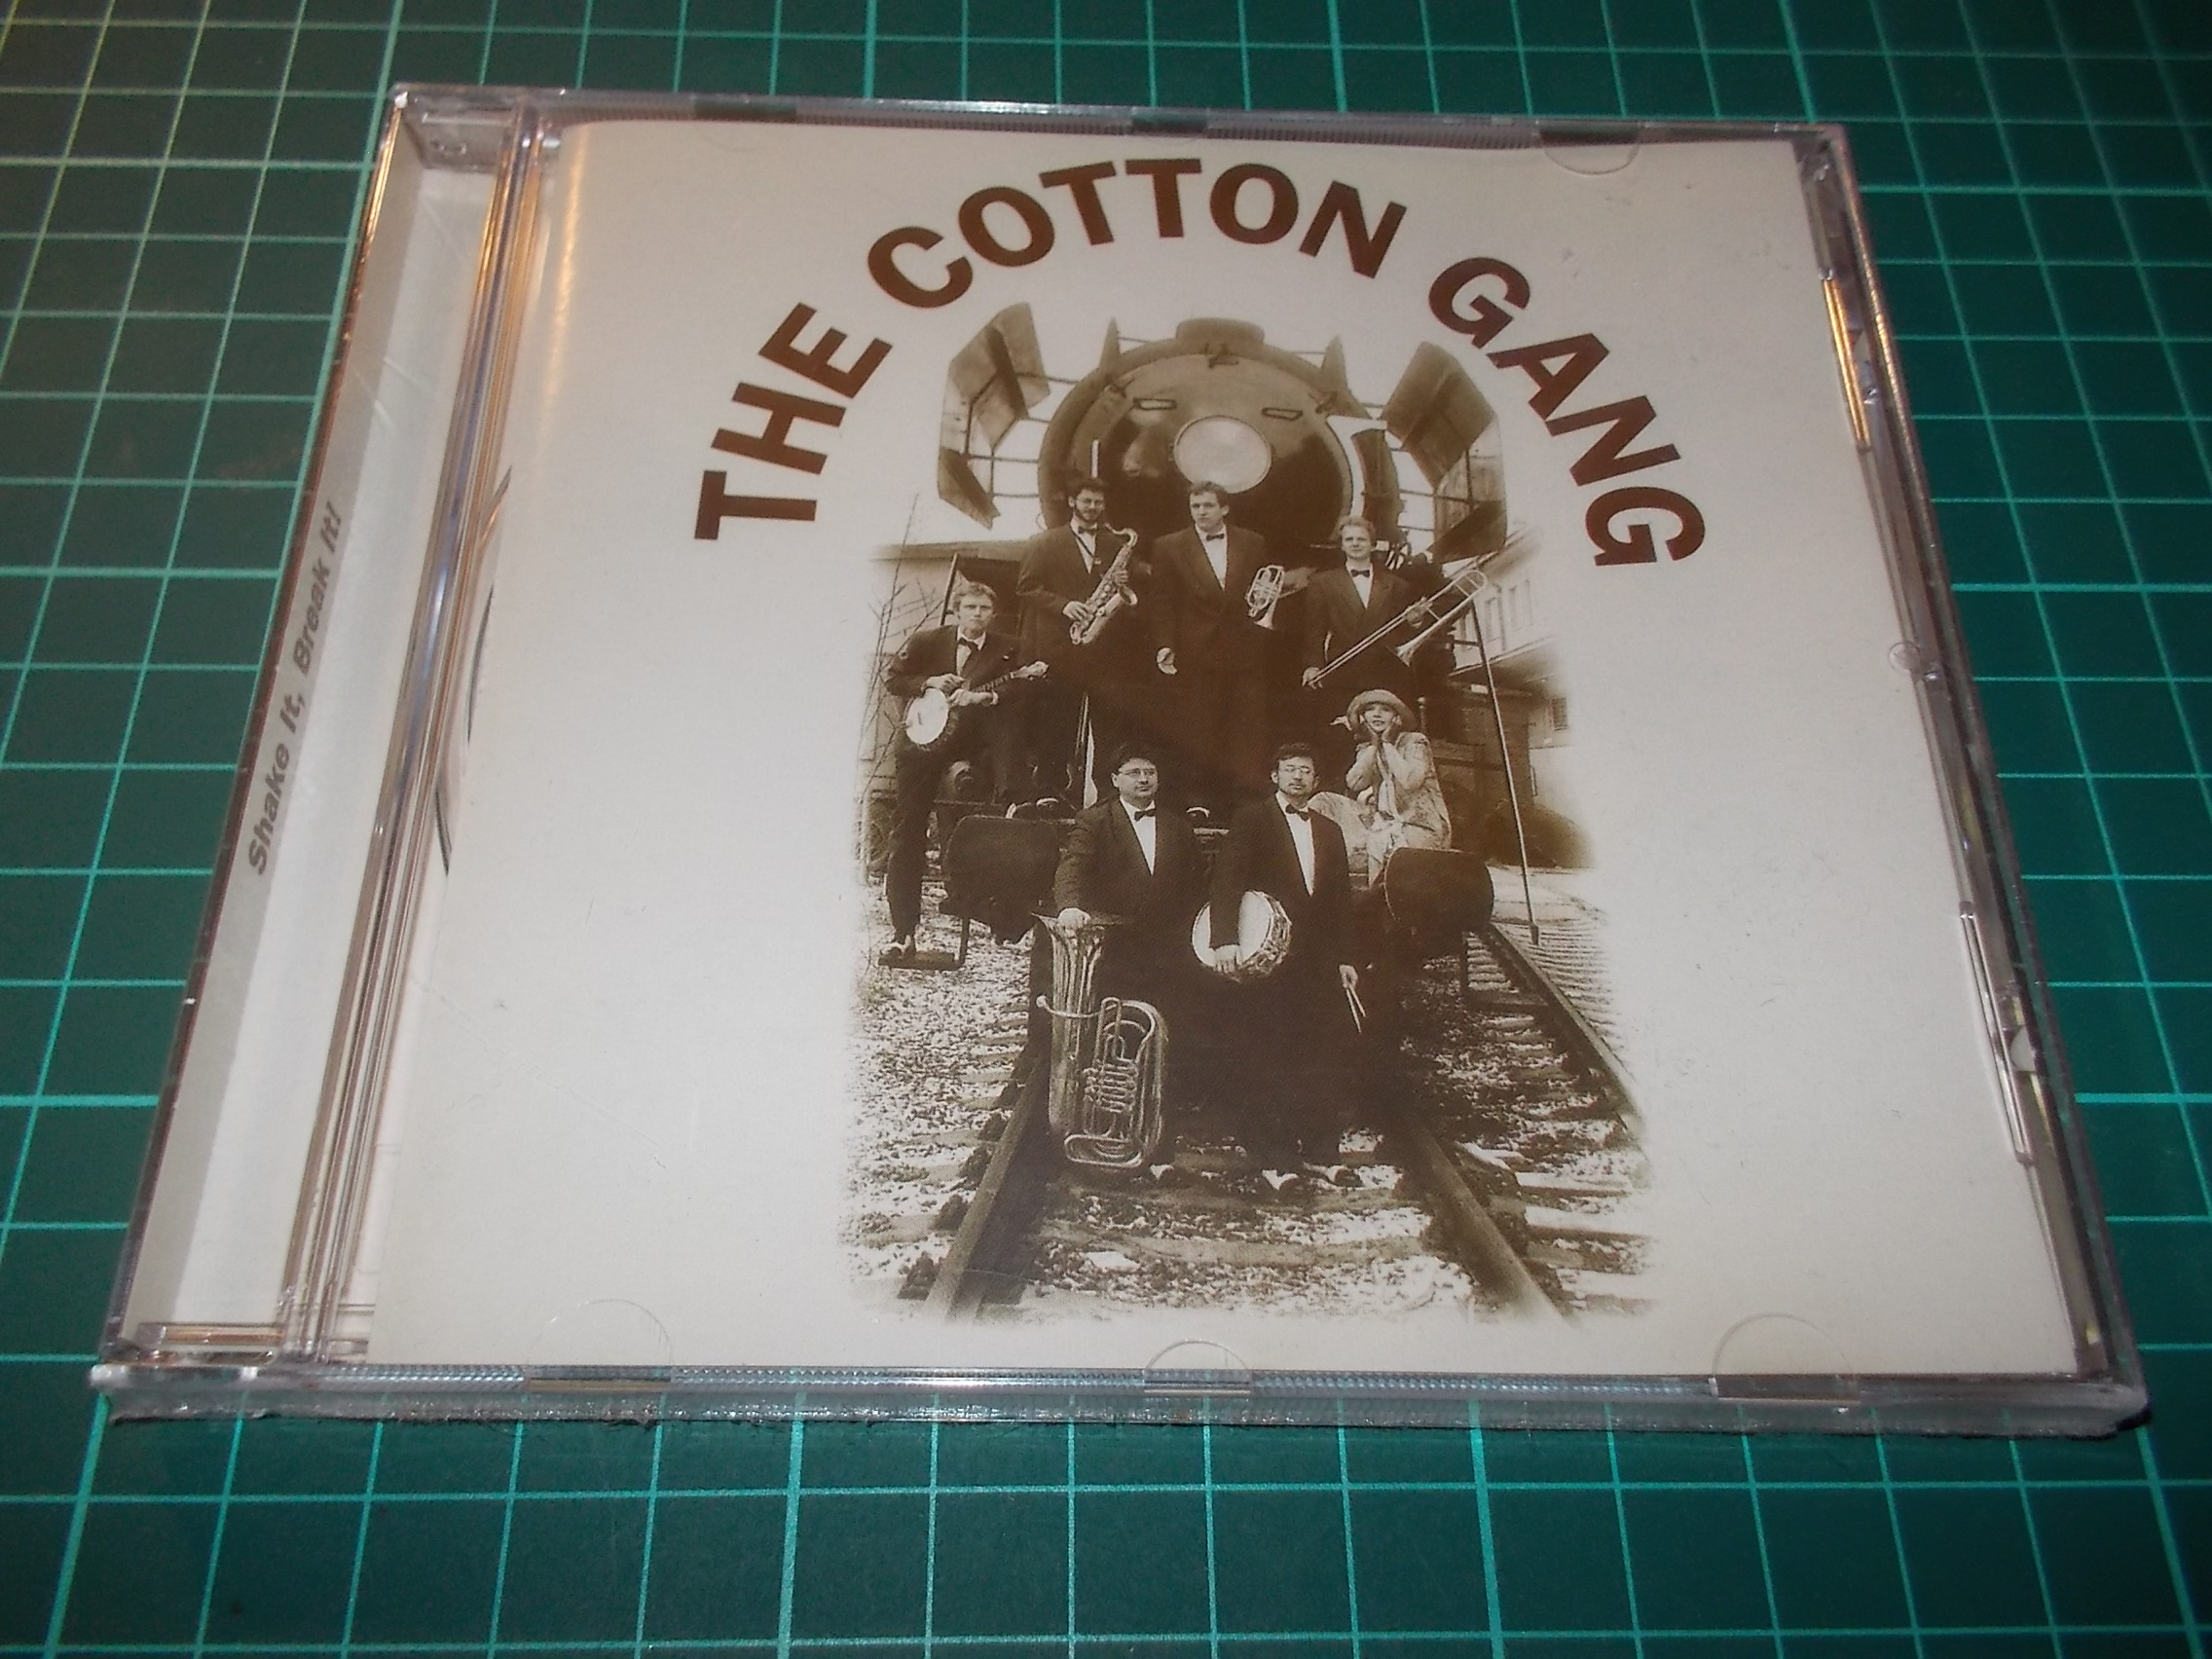 THE COTTON GANG
Shake It, Break It!